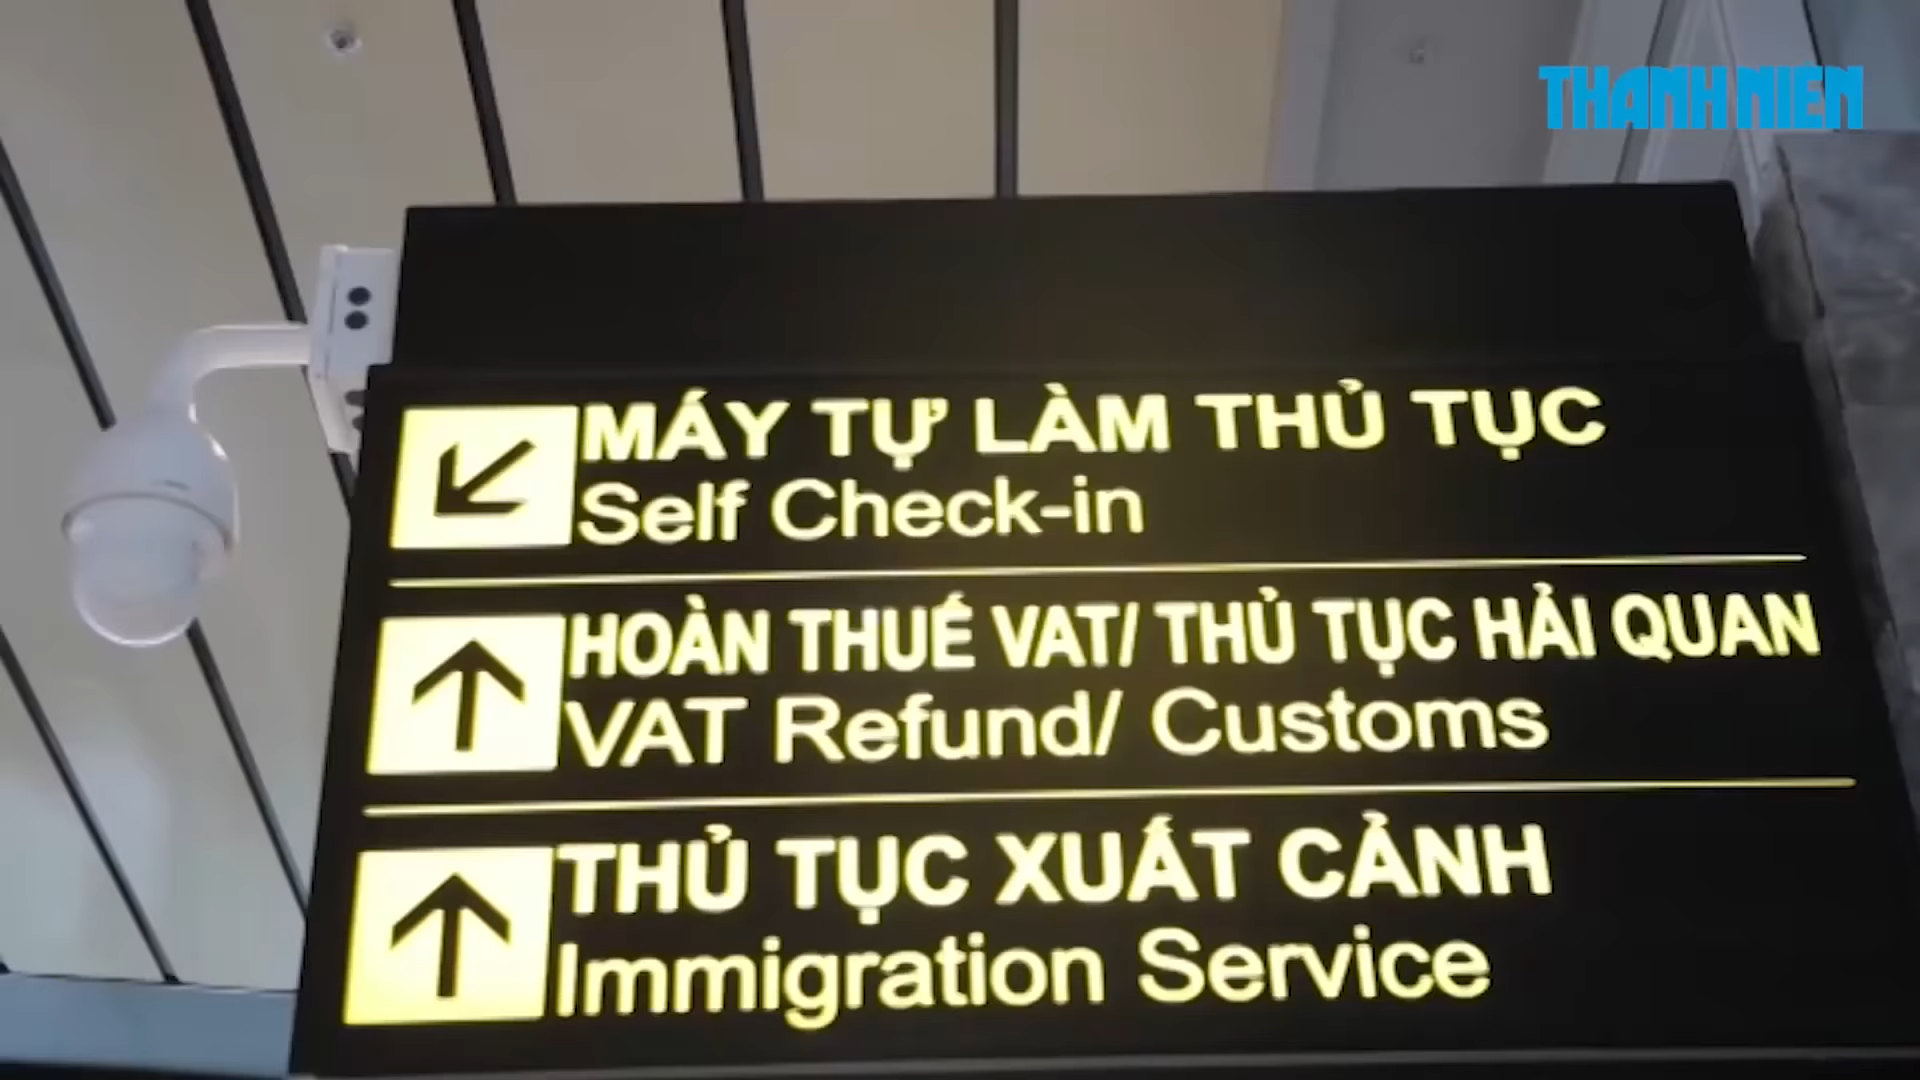 THANH NIÊN
MÁY TỰ LÀM THỦ TỤC
Self Check-in
HOÀN THUẾ VAT/ THỦ TỤC HẢI QUAN
VAT Refund/ Customs
THỦ TỤC XUẤT CẢNH
Immigration Service